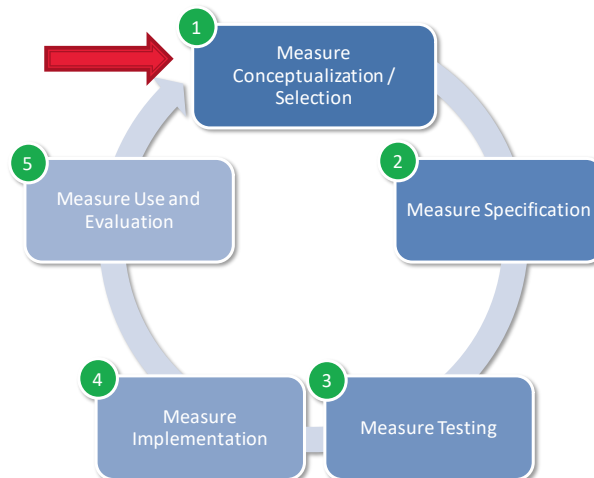 1
Measure
Conceptualization /
Selection
2
Measure Specification
3
Measure Testing
4
Measure
Implementation
5
Measure Use and
Evaluation